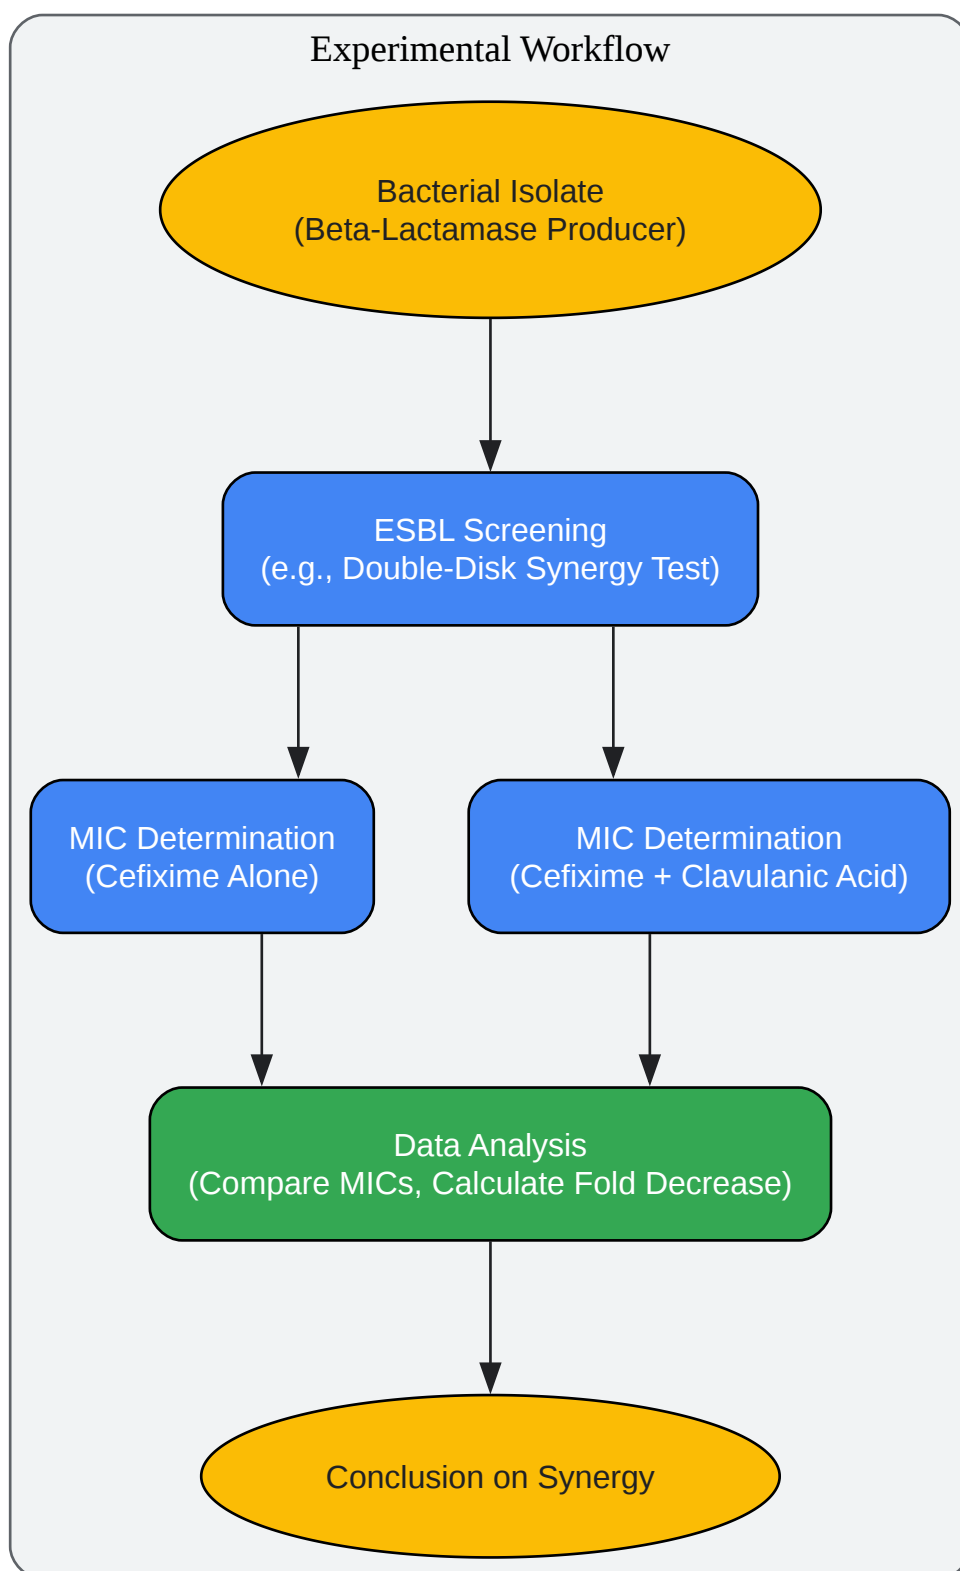 Experimental Workflow
Bacterial Isolate
(Beta-Lactamase Producer)
ESBL Screening
(e.g., Double-Disk Synergy Test)
MIC Determination
(Cefixime Alone)
MIC Determination
(Cefixime + Clavulanic Acid)
Data Analysis
(Compare MICs, Calculate Fold Decrease)
Conclusion on Synergy